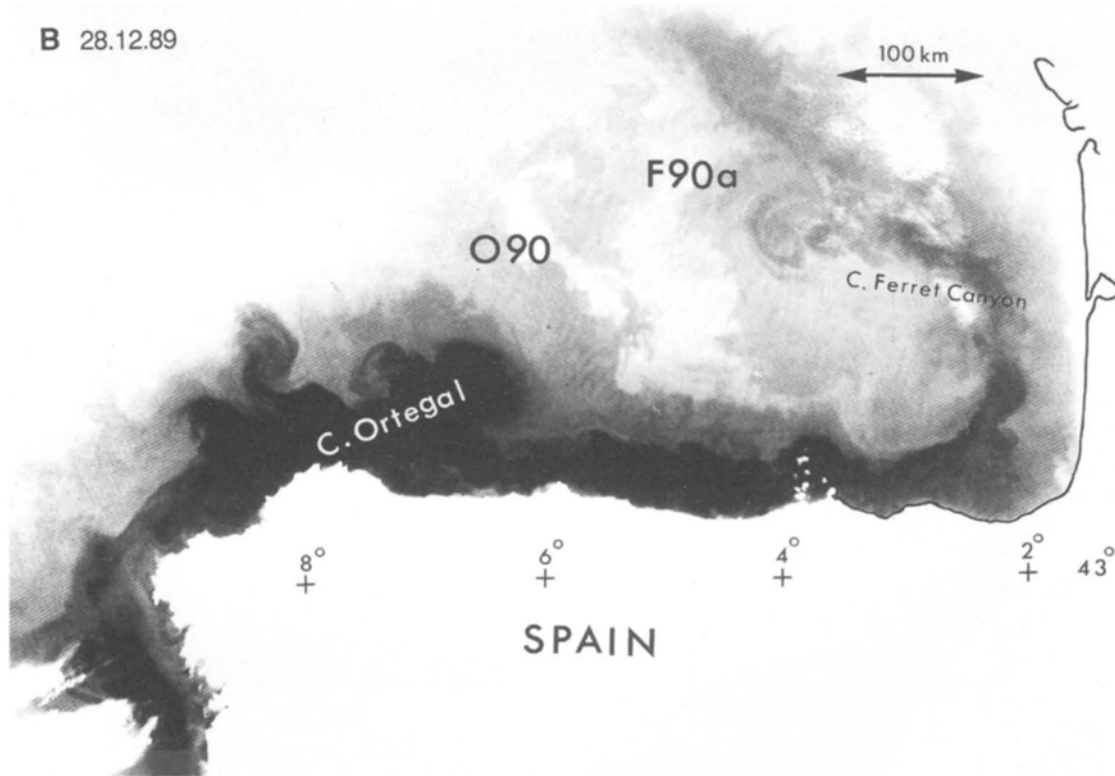 B 28.12.89
100 km
F90a
O90
C. Ferret Canyon
C. Ortegal
8° 6° 4° 2° 43°
SPAIN